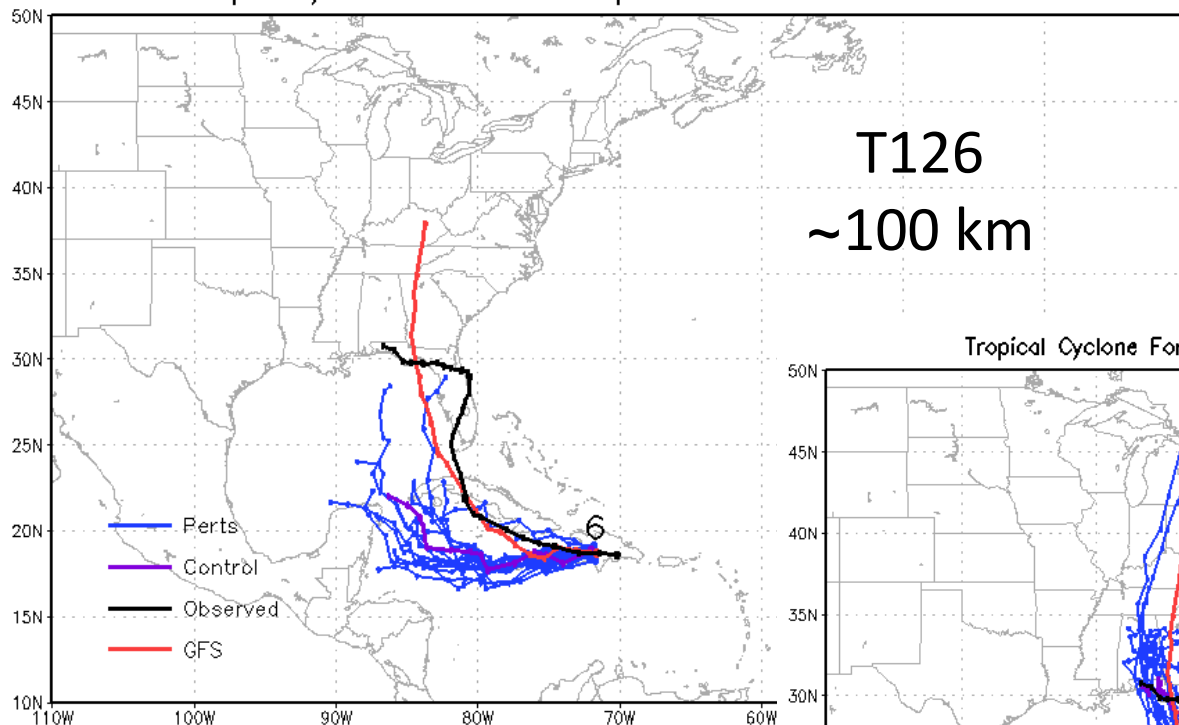 50N
45N
T126
40N
~100 km
35N
30N
Tropical Cyclone For
50N
25N
45N
20N
6
Perts
40N
Control
Observed
15N
35N
GFS
30N
10N
110W 100W 90W 80W 70W 60W